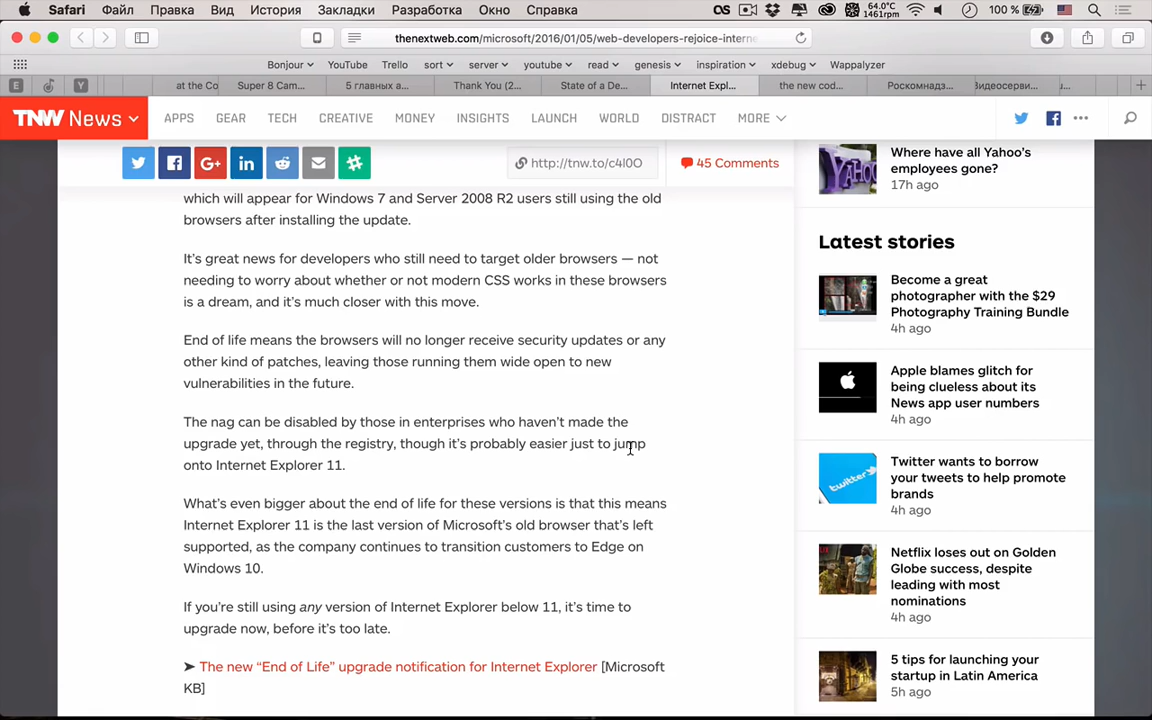 Safari Файл Правка Вид История Закладки Разработка Окно Справка 64.0°C 1461rpm 100 %
thenextweb.com/microsoft/2016/01/05/web-developers-rejoice-interne
Bonjour YouTube Trello sort server youtube read genesis inspiration xdebug Wappalyzer
E Y at the Co Super 8 Cam... 5 главных а... Thank You (2... State of a De... Internet Expl... the new cod... Роскомнадз... Видеосерви...
TNW News APPS GEAR TECH CREATIVE MONEY INSIGHTS LAUNCH WORLD DISTRACT MORE
http://tnw.to/c4l0O 45 Comments
which will appear for Windows 7 and Server 2008 R2 users still using the old
browsers after installing the update.
It's great news for developers who still need to target older browsers — not
needing to worry about whether or not modern CSS works in these browsers
is a dream, and it's much closer with this move.
End of life means the browsers will no longer receive security updates or any
other kind of patches, leaving those running them wide open to new
vulnerabilities in the future.
The nag can be disabled by those in enterprises who haven't made the
upgrade yet, through the registry, though it's probably easier just to jump
onto Internet Explorer 11.
What's even bigger about the end of life for these versions is that this means
Internet Explorer 11 is the last version of Microsoft's old browser that's left
supported, as the company continues to transition customers to Edge on
Windows 10.
If you're still using any version of Internet Explorer below 11, it's time to
upgrade now, before it's too late.
➤ The new “End of Life” upgrade notification for Internet Explorer [Microsoft
KB]
Where have all Yahoo's
employees gone?
17h ago
Latest stories
Become a great
photographer with the $29
Photography Training Bundle
4h ago
Apple blames glitch for
being clueless about its
News app user numbers
4h ago
Twitter wants to borrow
your tweets to help promote
brands
4h ago
Netflix loses out on Golden
Globe success, despite
leading with most
nominations
4h ago
5 tips for launching your
startup in Latin America
5h ago